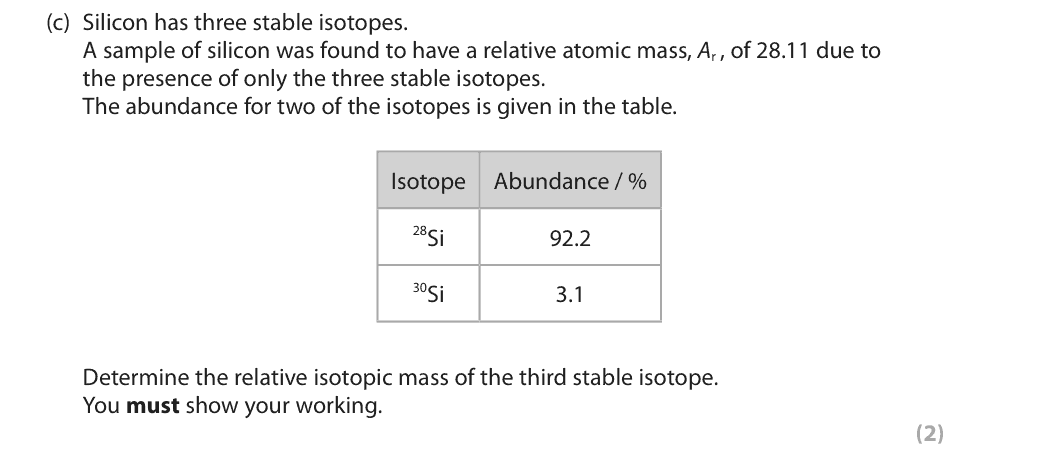 (c) Silicon has three stable isotopes.
A sample of silicon was found to have a relative atomic mass, Aᵣ, of 28.11 due to
the presence of only the three stable isotopes.
The abundance for two of the isotopes is given in the table.
Isotope Abundance / %
²⁸Si 92.2
³⁰Si 3.1
Determine the relative isotopic mass of the third stable isotope.
You must show your working.
(2)